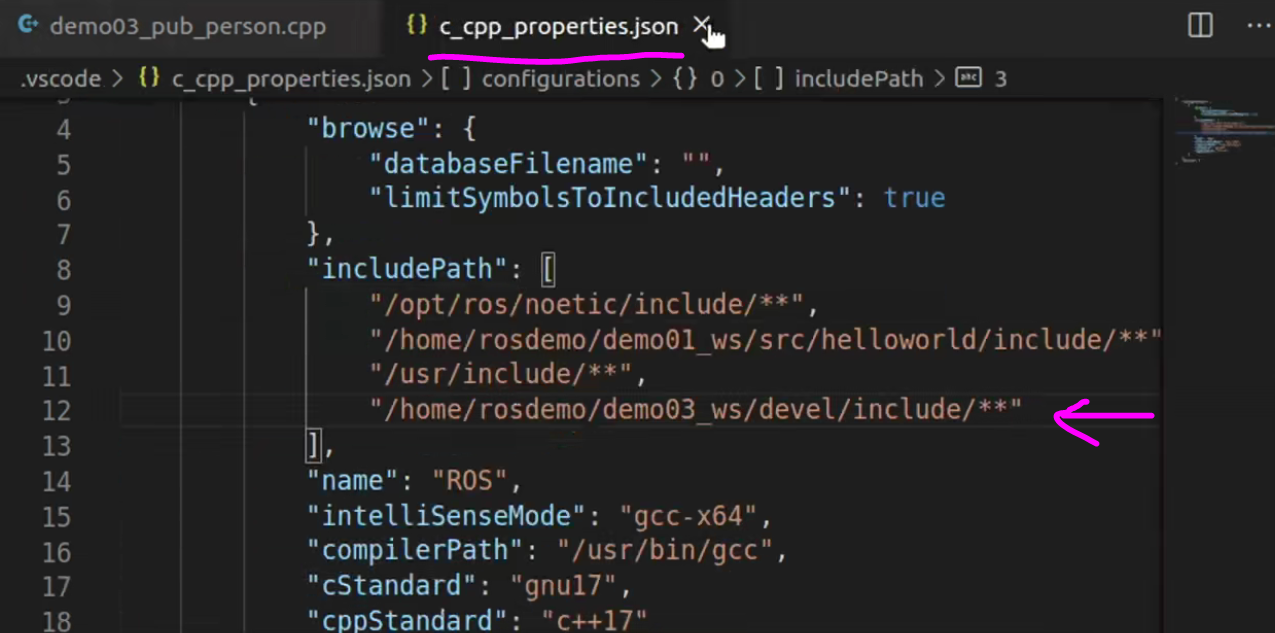 demo03_pub_person.cpp
{} c_cpp_properties.json
.vscode > {} c_cpp_properties.json > [ ] configurations > {} 0 > [ ] includePath > abc 3
4 "browse": {
5 "databaseFilename": "",
6 "limitSymbolsToIncludedHeaders": true
7 },
8 "includePath": [
9 "/opt/ros/noetic/include/**",
10 "/home/rosdemo/demo01_ws/src/helloworld/include/**"
11 "/usr/include/**",
12 "/home/rosdemo/demo03_ws/devel/include/**"
13 ],
14 "name": "ROS",
15 "intelliSenseMode": "gcc-x64",
16 "compilerPath": "/usr/bin/gcc",
17 "cStandard": "gnu17",
18 "cppStandard": "c++17"